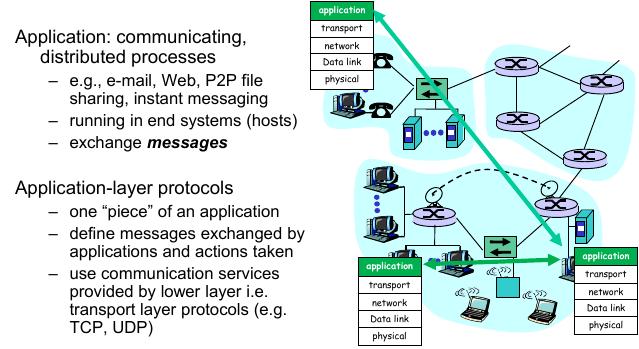 Application: communicating,
distributed processes
– e.g., e-mail, Web, P2P file
sharing, instant messaging
– running in end systems (hosts)
– exchange messages
Application-layer protocols
– one “piece” of an application
– define messages exchanged by
applications and actions taken
– use communication services
provided by lower layer i.e.
transport layer protocols (e.g.
TCP, UDP)
application
transport
network
Data link
physical
application
transport
network
Data link
physical
application
transport
network
Data link
physical